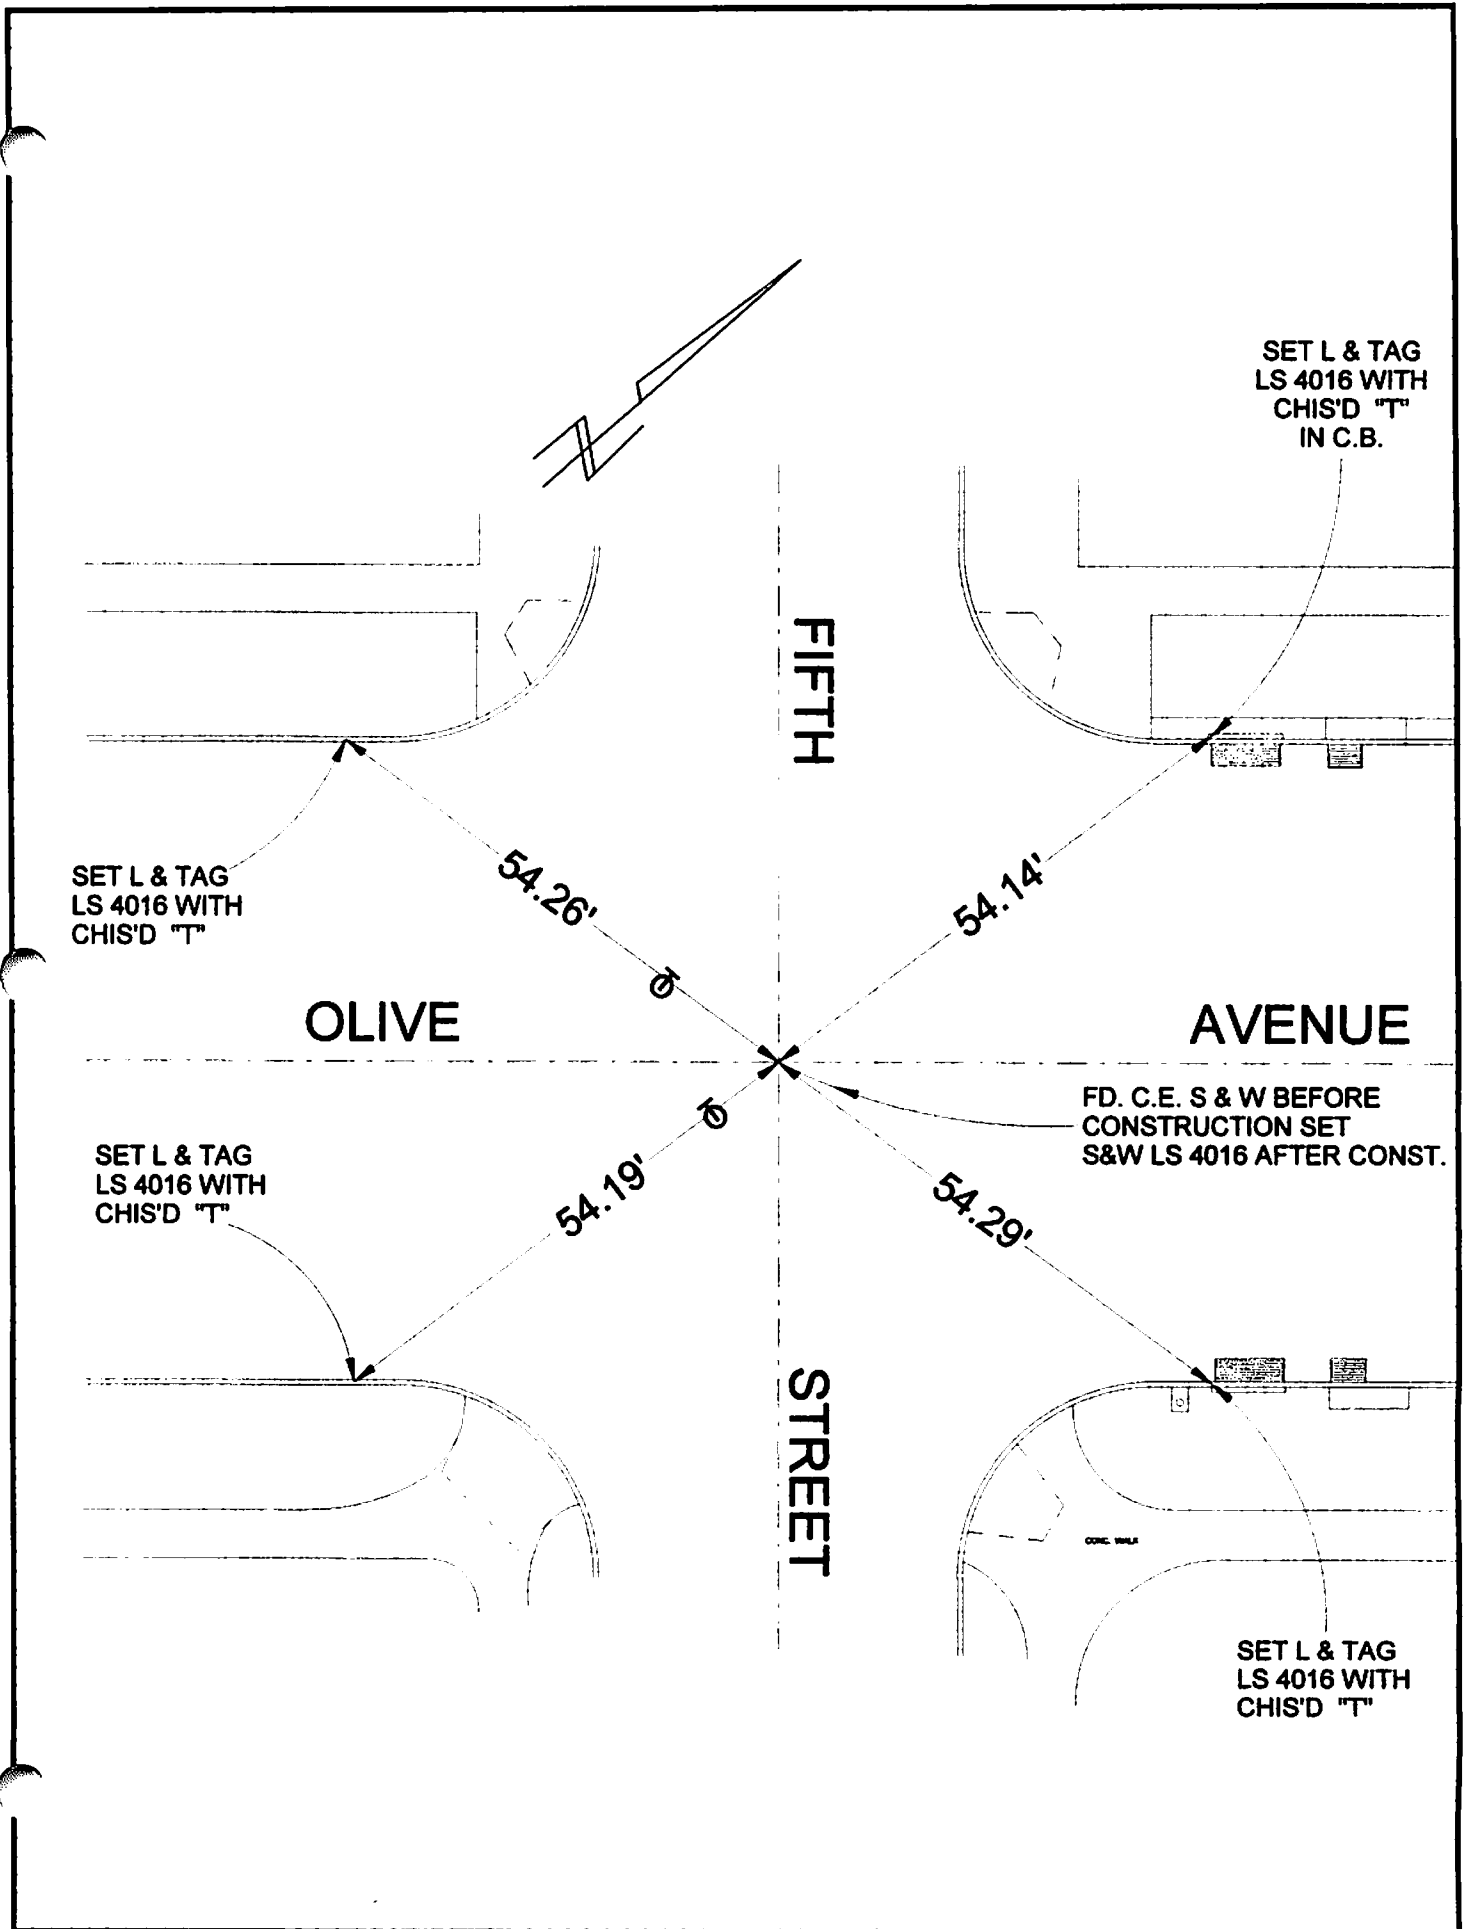 SET L & TAG
LS 4016 WITH
CHIS'D "T"
IN C.B.
FIFTH
SET L & TAG
LS 4016 WITH
CHIS'D "T"
54.26'
54.14'
OLIVE
AVENUE
FD. C.E. S & W BEFORE
CONSTRUCTION SET
S&W LS 4016 AFTER CONST.
SET L & TAG
LS 4016 WITH
CHIS'D "T"
54.19'
54.29'
STREET
CONC. WALK
SET L & TAG
LS 4016 WITH
CHIS'D "T"